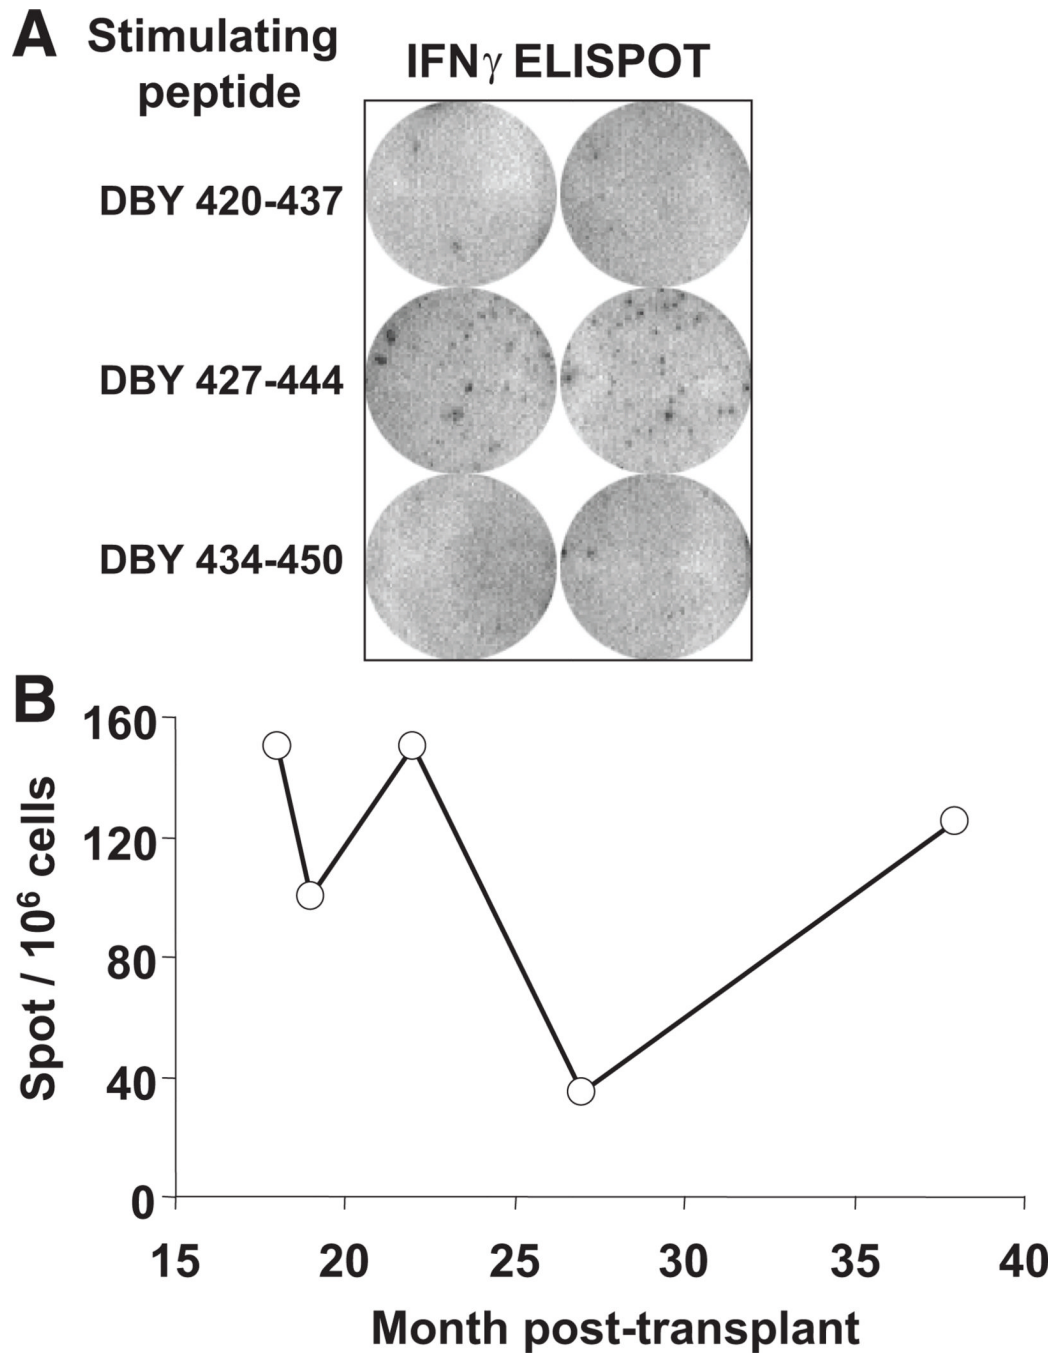 A
Stimulating
peptide
IFNγ ELISPOT
DBY 420-437
DBY 427-444
DBY 434-450
B
160
120
80
40
0
Spot / 10⁶ cells
15 20 25 30 35 40
Month post-transplant